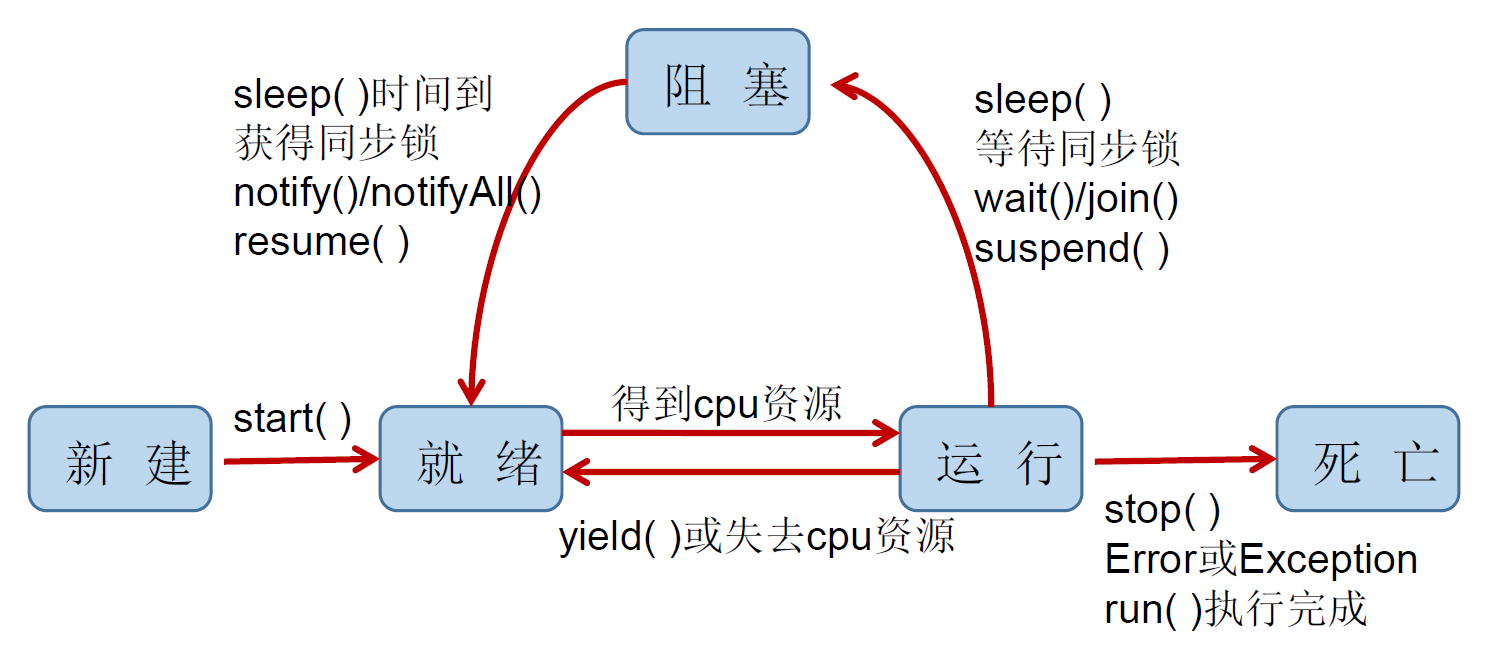 阻 塞
sleep( )时间到
获得同步锁
notify()/notifyAll()
resume( )
sleep( )
等待同步锁
wait()/join()
suspend( )
新 建
start( )
就 绪
得到cpu资源
yield( )或失去cpu资源
运 行
死 亡
stop( )
Error或Exception
run( )执行完成